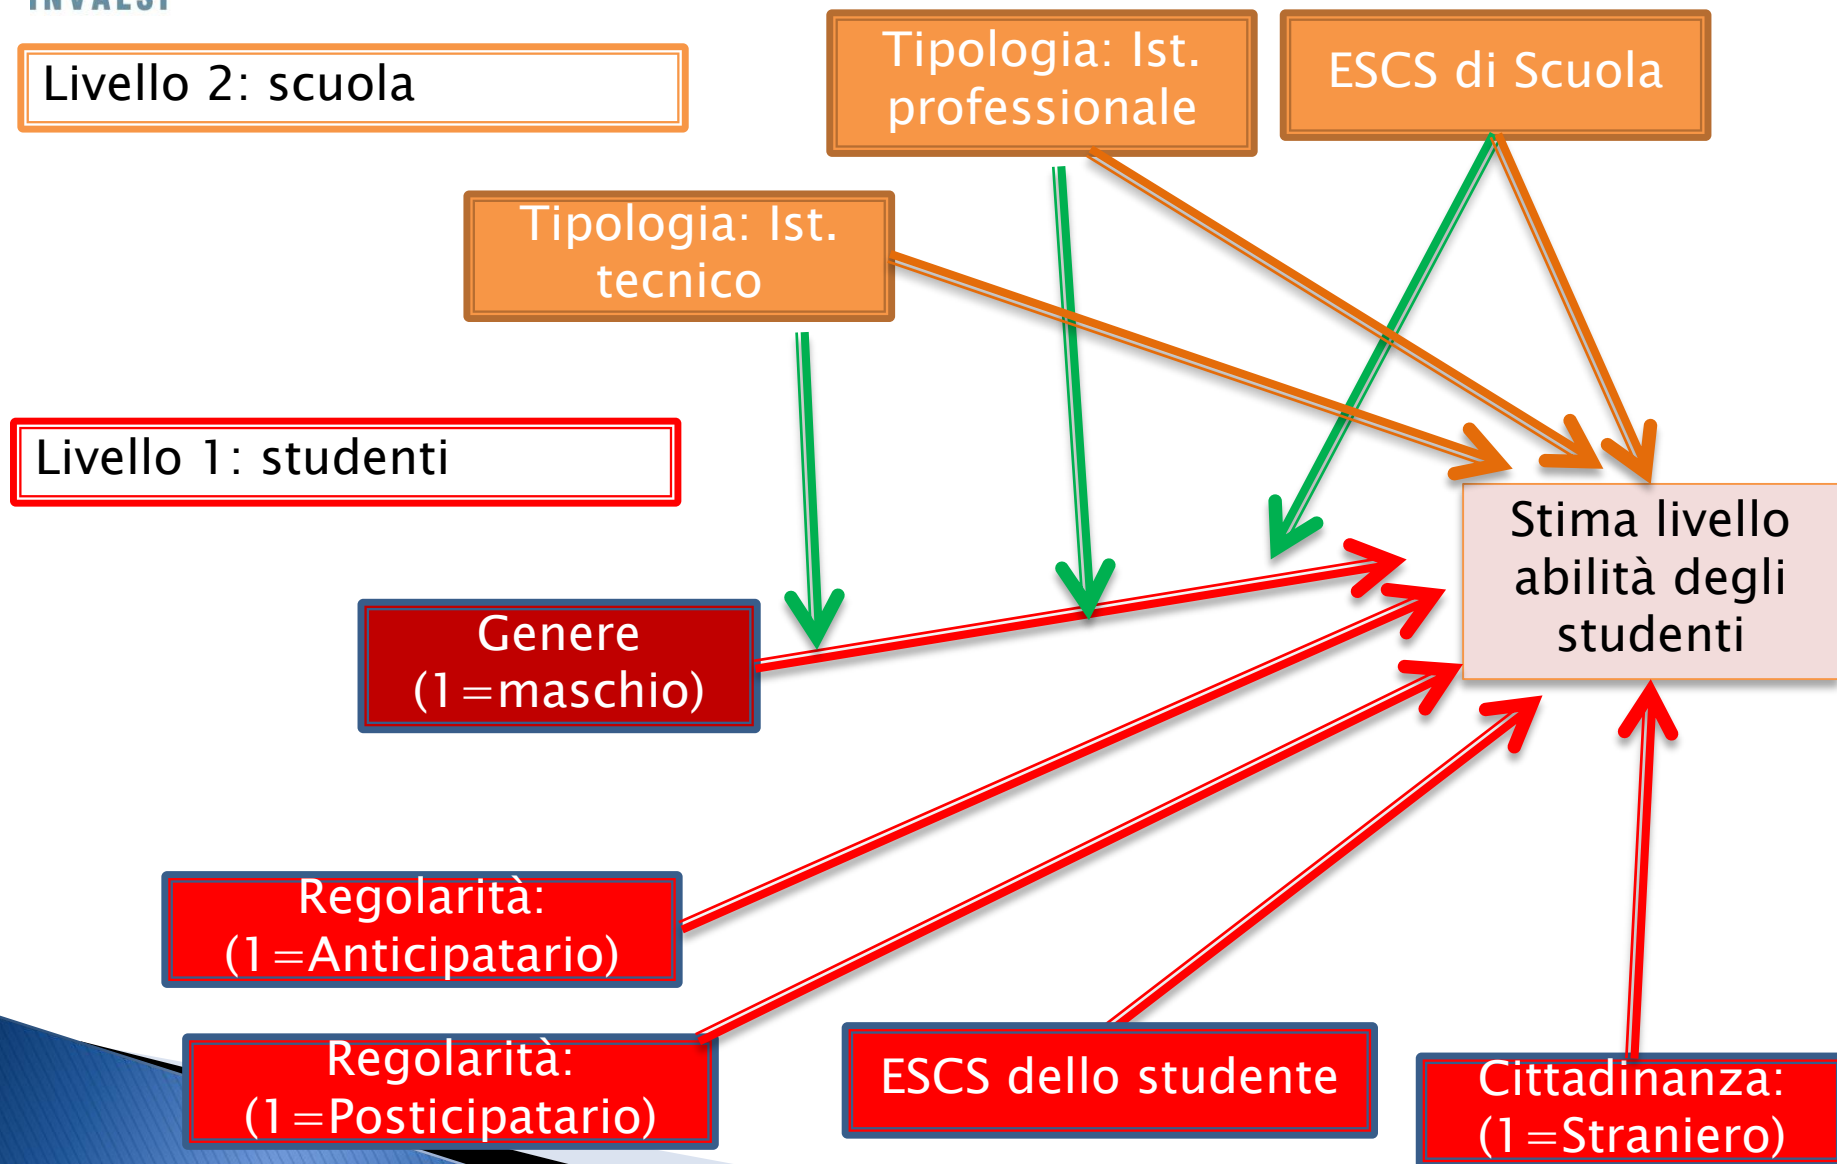 INVALSI
Livello 2: scuola
Tipologia: Ist.
professionale
ESCS di Scuola
Tipologia: Ist.
tecnico
Livello 1: studenti
Stima livello
abilità degli
studenti
Genere
(1=maschio)
Regolarità:
(1=Anticipatario)
Regolarità:
(1=Posticipatario)
ESCS dello studente
Cittadinanza:
(1=Straniero)